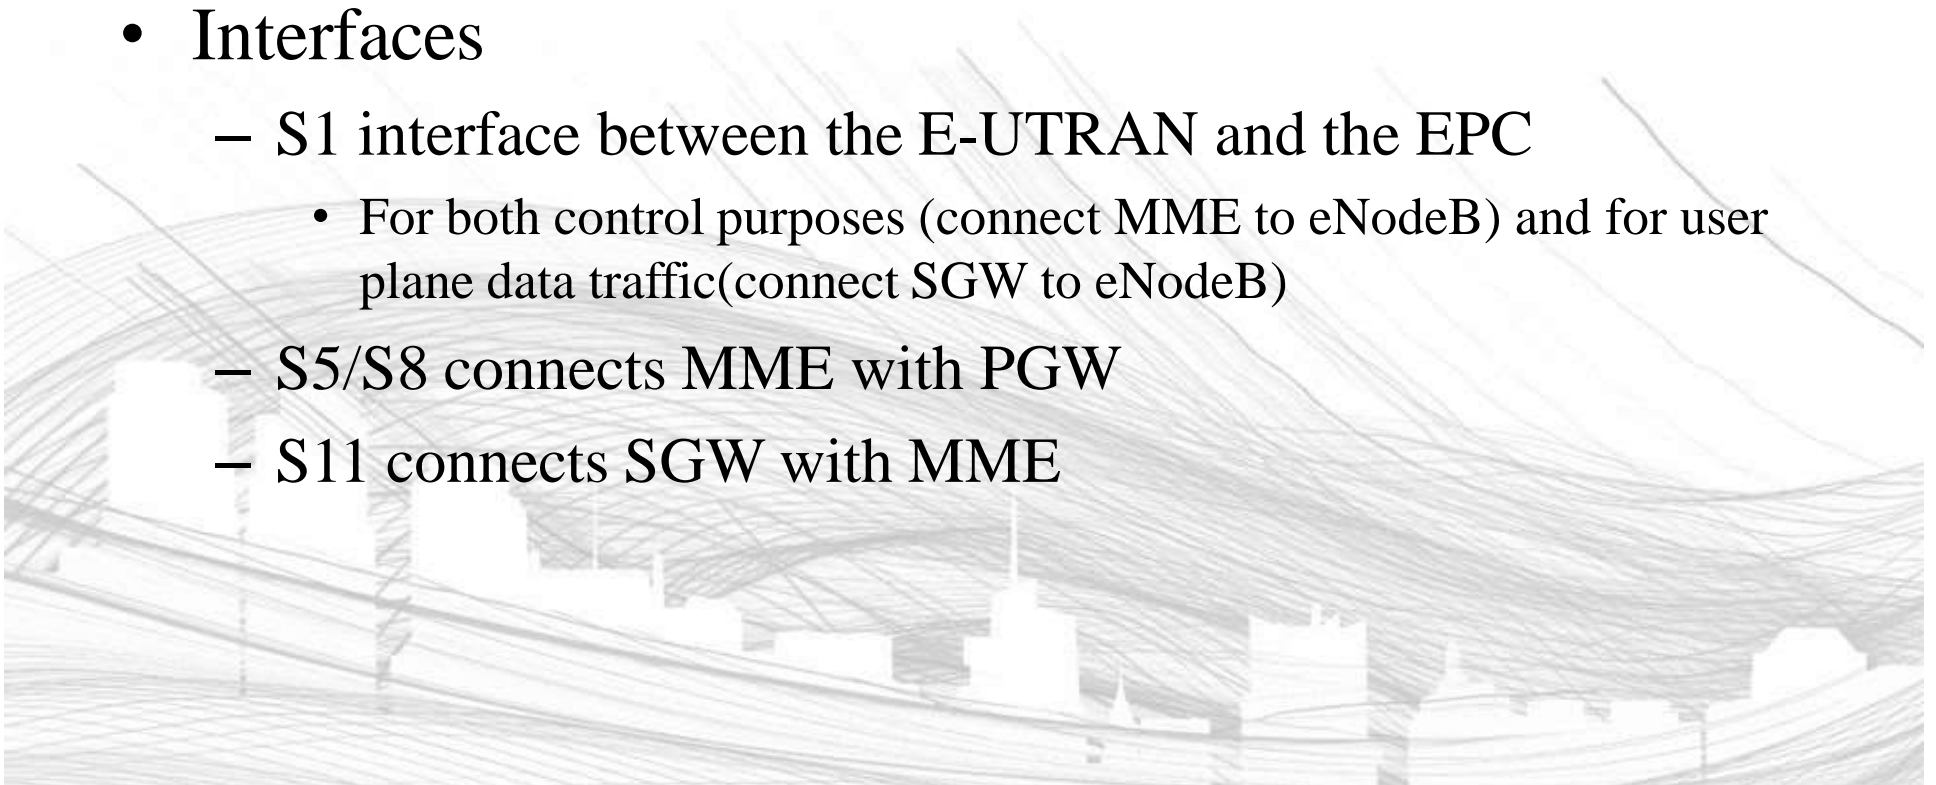 • Interfaces
– S1 interface between the E-UTRAN and the EPC
• For both control purposes (connect MME to eNodeB) and for user
plane data traffic(connect SGW to eNodeB)
– S5/S8 connects MME with PGW
– S11 connects SGW with MME